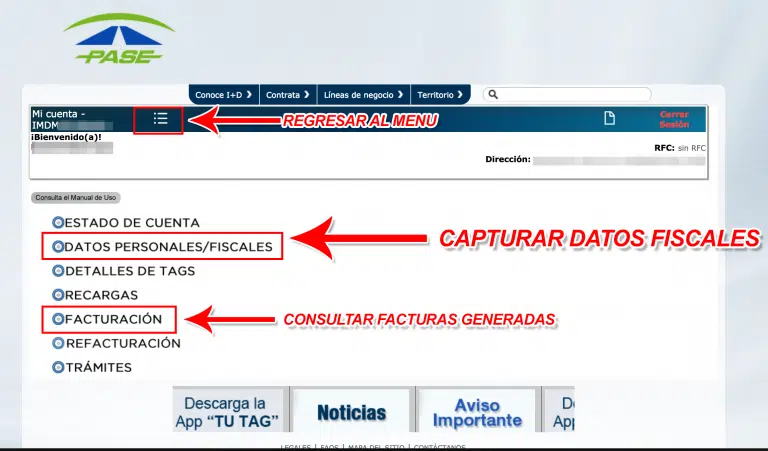 PASE
Conoce I+D ❯ Contrata ❯ Líneas de negocio ❯ Territorio ❯
Mi cuenta -
IMDM
REGRESAR AL MENU
Cerrar
Sesión
¡Bienvenido(a)!
RFC: sin RFC
Dirección:
Consulta el Manual de Uso
ESTADO DE CUENTA
DATOS PERSONALES/FISCALES
CAPTURAR DATOS FISCALES
DETALLES DE TAGS
RECARGAS
FACTURACIÓN
CONSULTAR FACTURAS GENERADAS
REFACTURACIÓN
TRÁMITES
Descarga la
App “TU TAG”
Noticias
Aviso
Importante
D
App
LEGALES | FAQS | MAPA DEL SITIO | CONTÁCTANOS